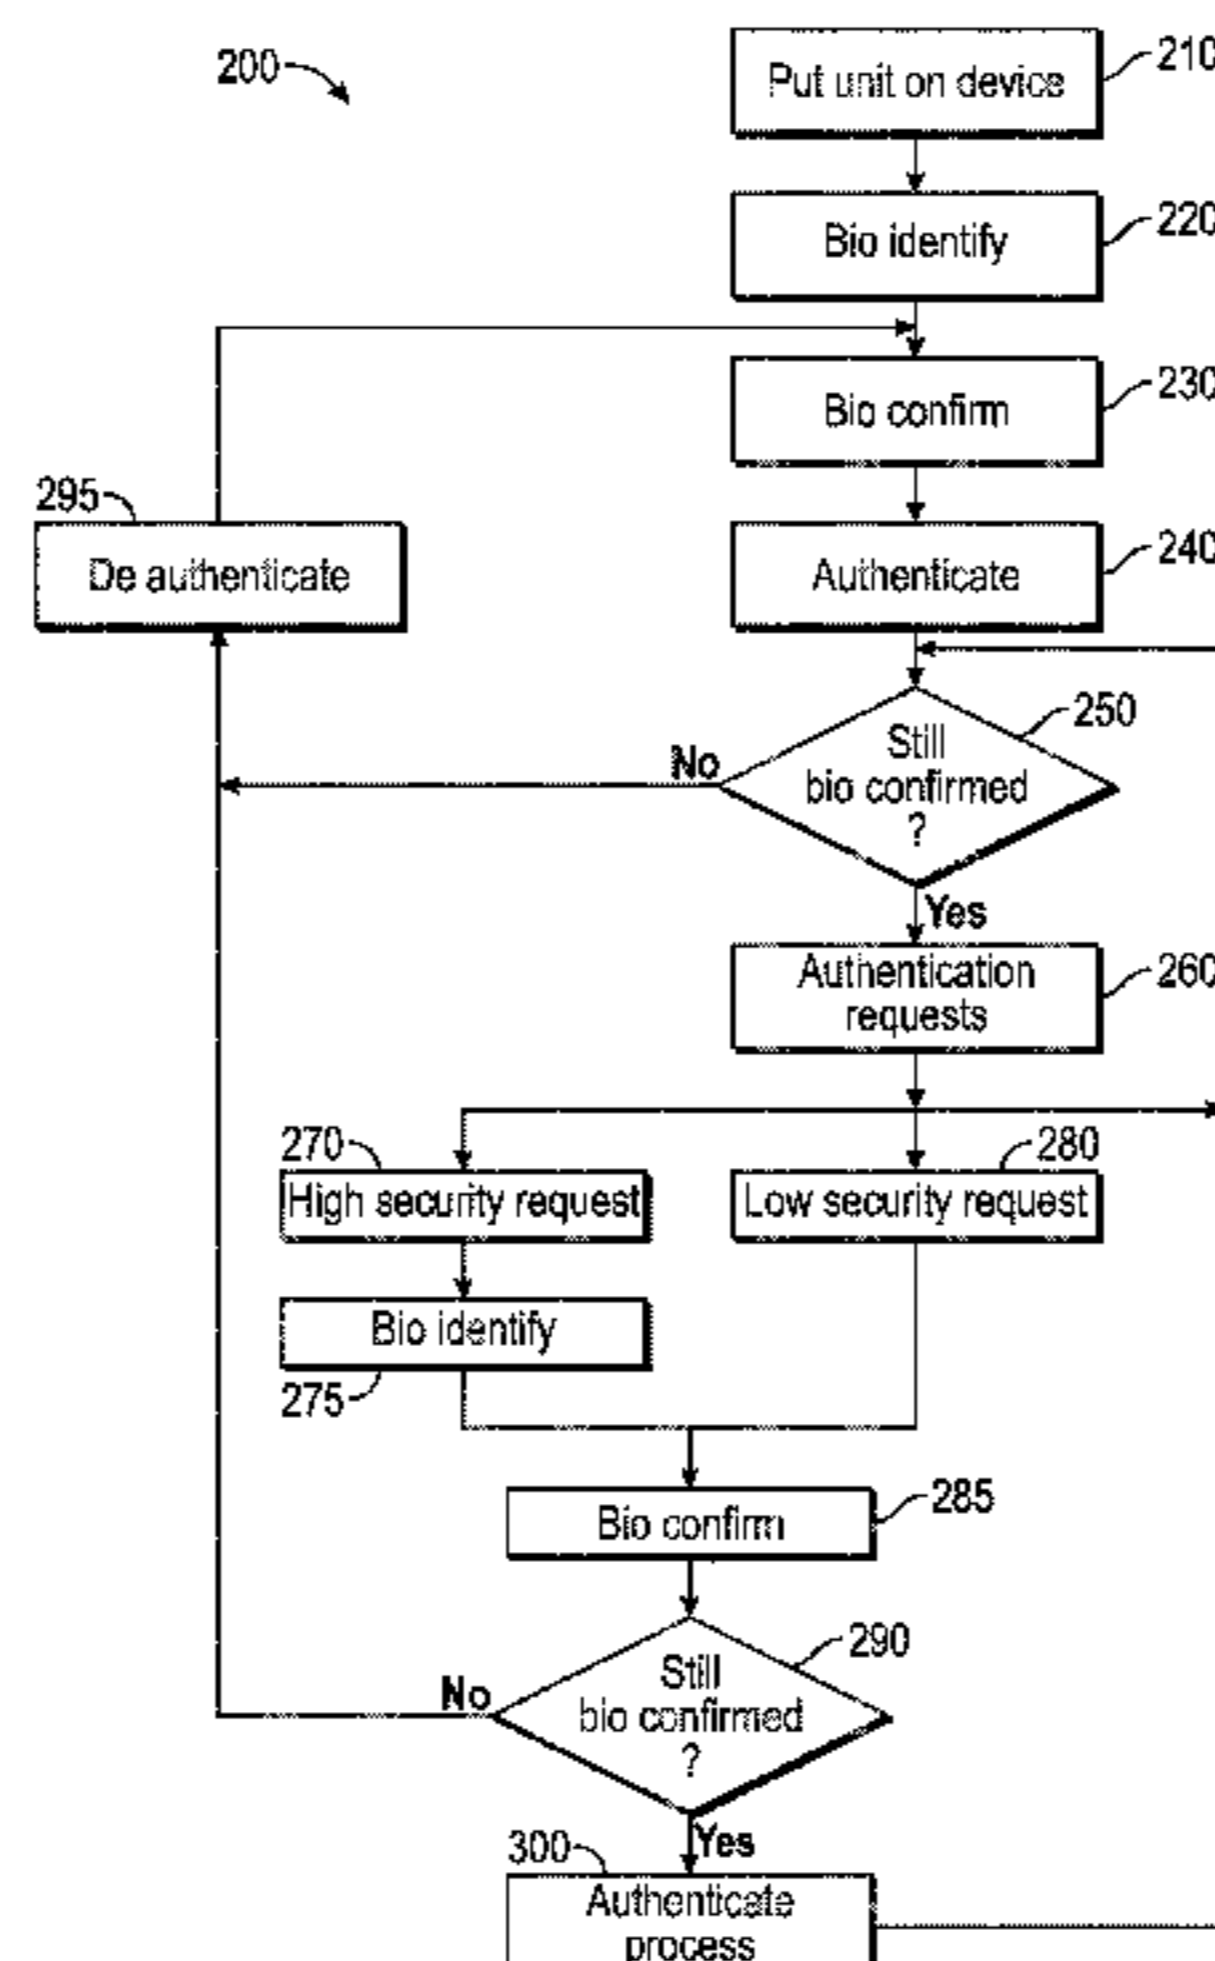 200
Put unit on device
210
Bio identify
220
Bio confirm
230
295
De authenticate
Authenticate
240
Still
bio confirmed
?
250
No
Yes
Authentication
requests
260
270
High security request
280
Low security request
Bio identify
275
Bio confirm
285
Still
bio confirmed
?
290
No
Yes
300
Authenticate
process